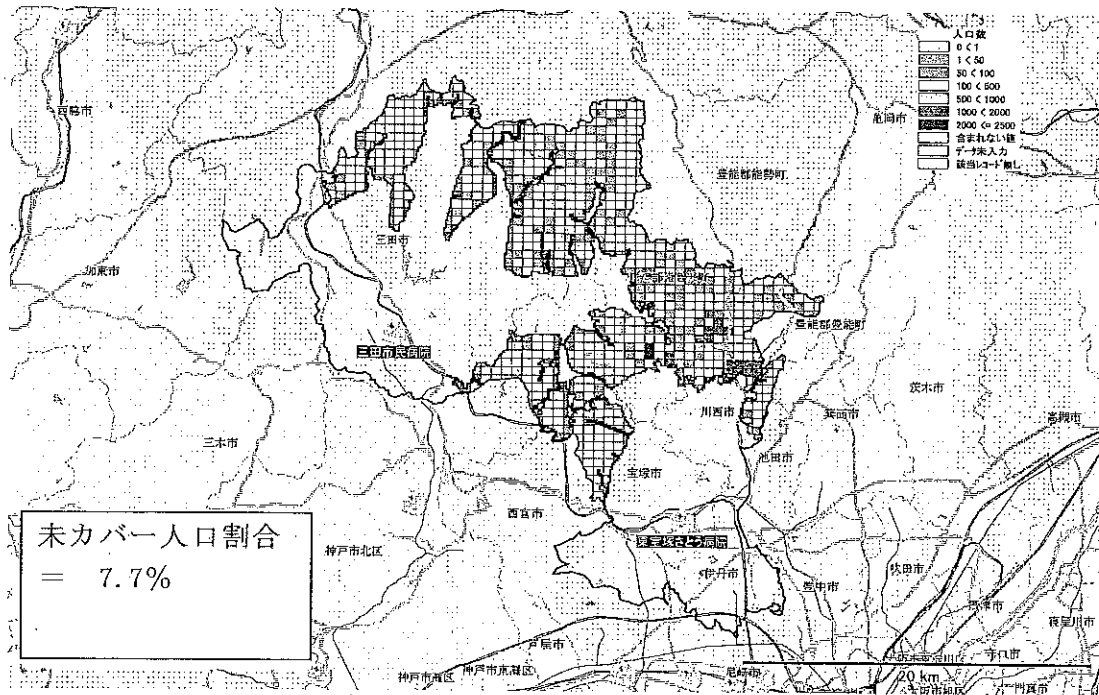 人口数
0 < 1
1 < 50
50 < 100
100 < 500
500 < 1000
1000 < 2000
2000 <= 2500
含まれない値
データ未入力
該当レコード無し
西脇市
亀岡市
豊能郡能勢町
三田市
加東市
豊能郡豊能町
三田市民病院
茨木市
川西市
箕面市
高槻市
三木市
池田市
宝塚市
西宮市
未カバー人口割合
= 7.7%
神戸市北区
東宝塚さとう病院
伊丹市
豊中市
吹田市
摂津市
寝屋川市
芦屋市
守口市
神戸市灘区
神戸市東灘区
尼崎市
20 km